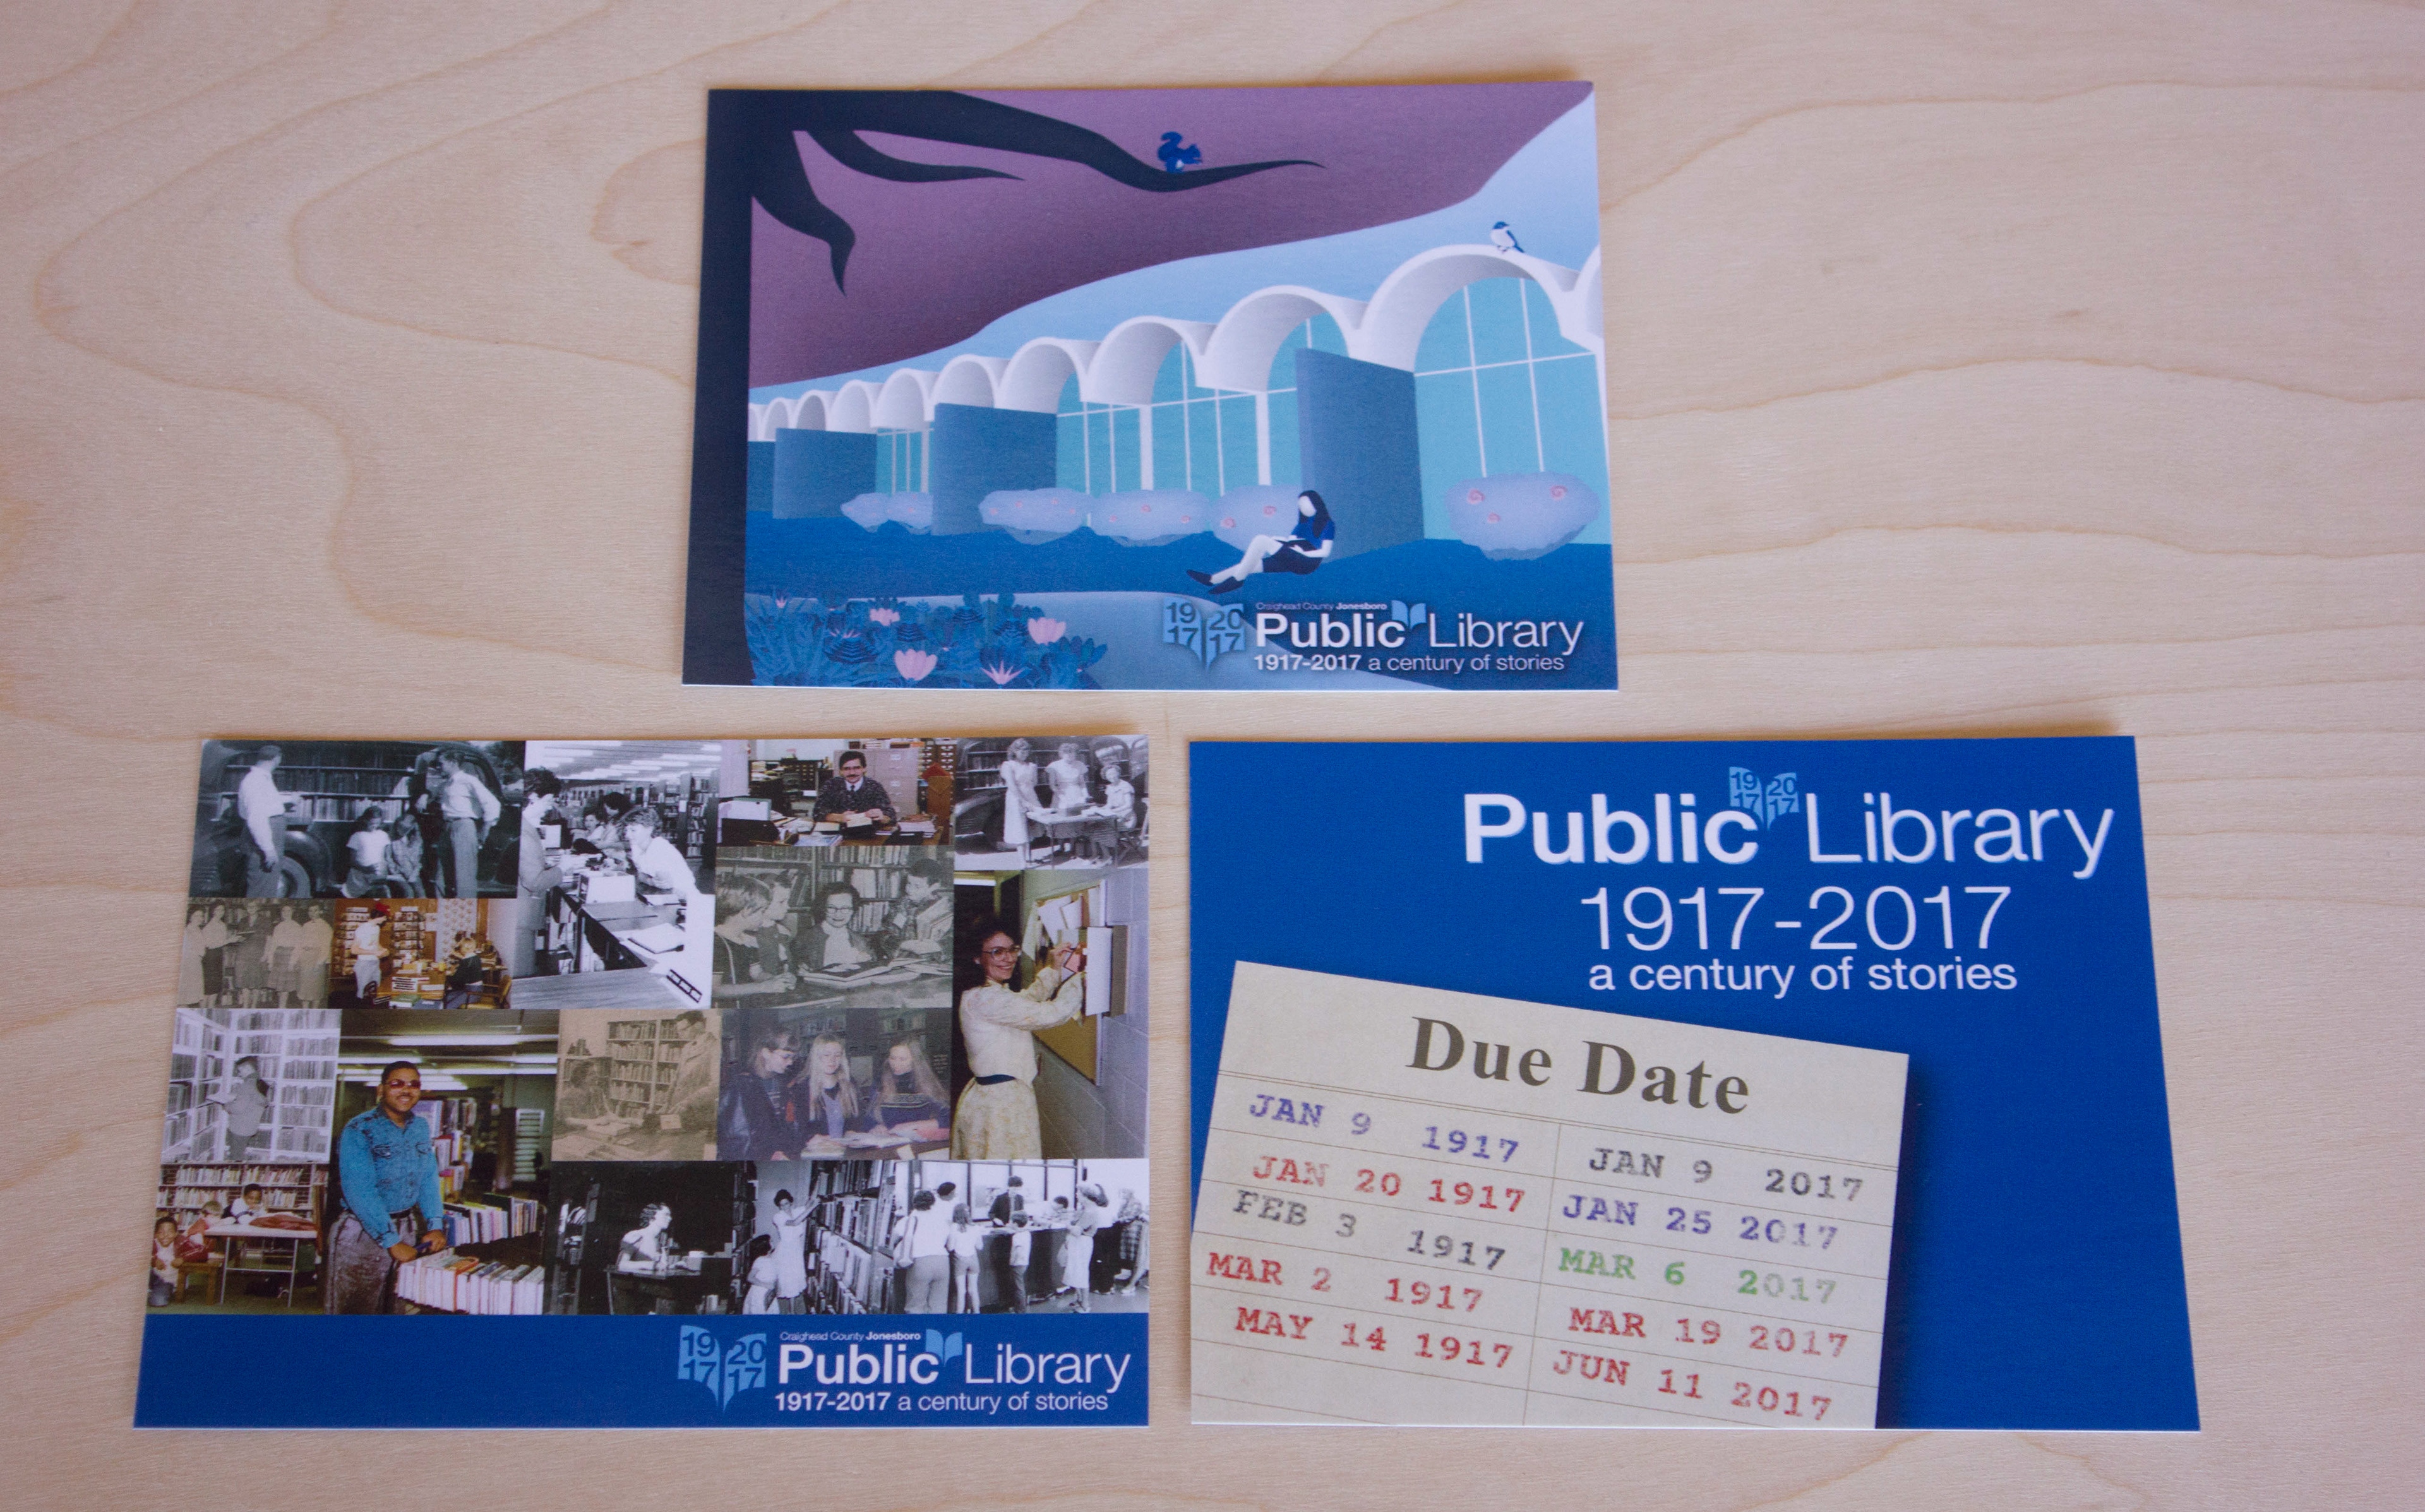 19 20
17 17
Craighead County Jonesboro
Public Library
1917-2017 a century of stories
19 20
17 17
Craighead County Jonesboro
Public Library
1917-2017 a century of stories
19 20
17 17
Public Library
1917-2017
a century of stories
Due Date
JAN 9 1917 JAN 9 2017
JAN 20 1917 JAN 25 2017
FEB 3 1917 MAR 6 2017
MAR 2 1917 MAR 19 2017
MAY 14 1917 JUN 11 2017